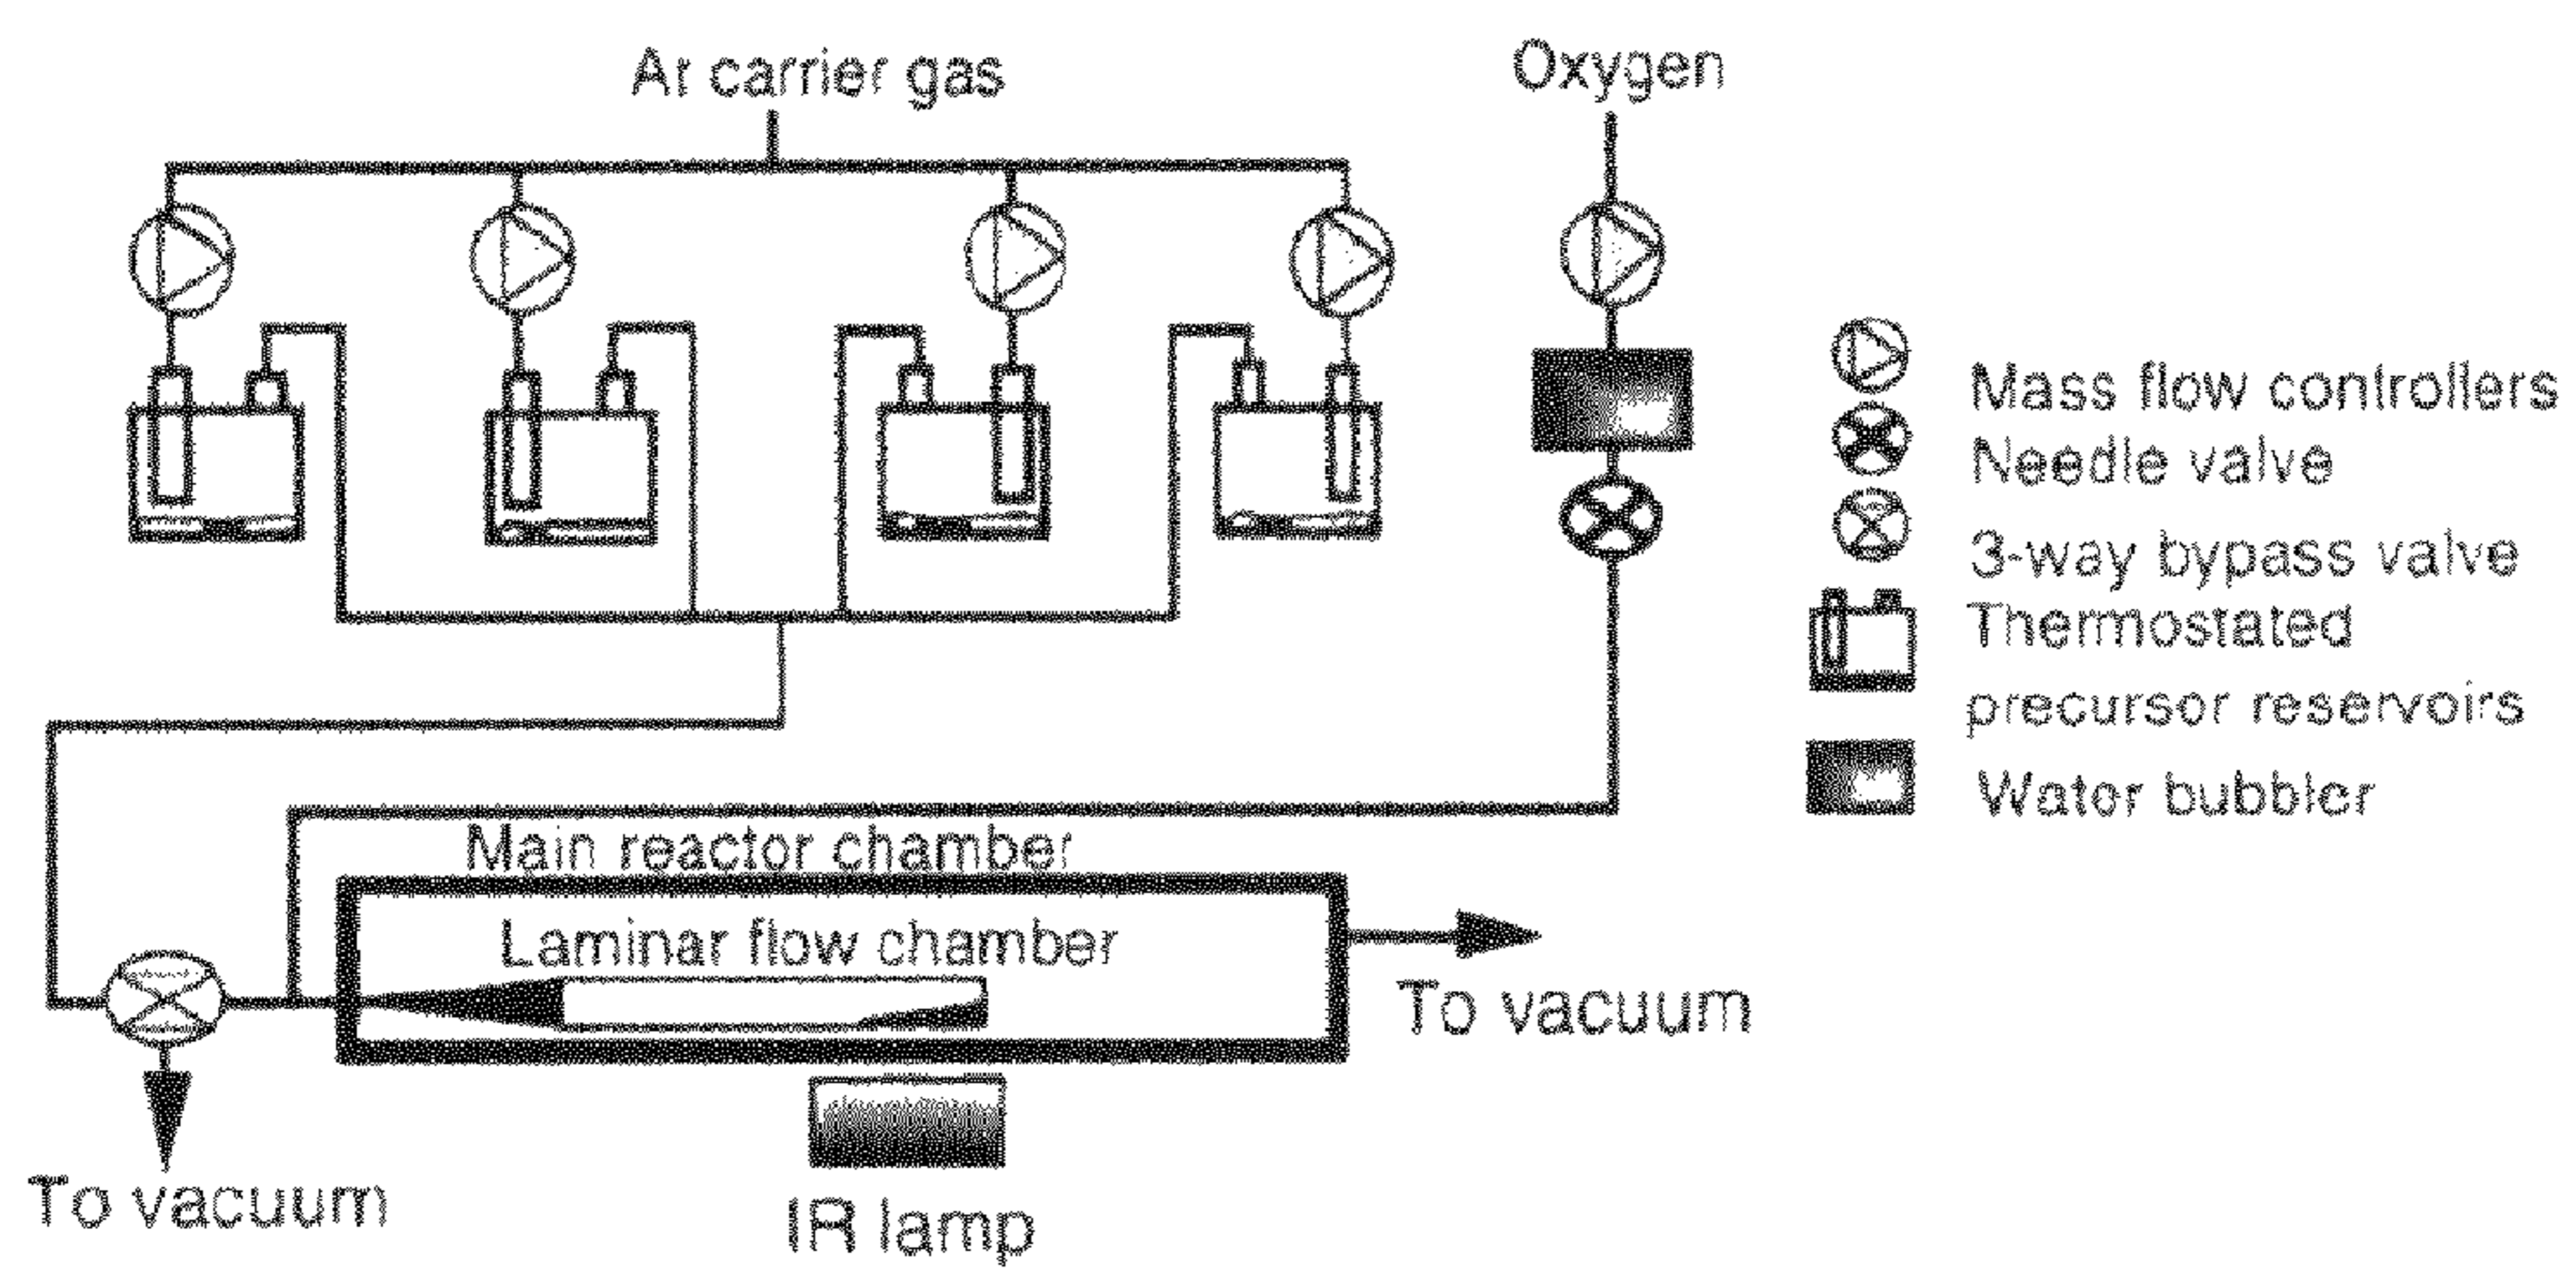 Ar carrier gas
Oxygen
Mass flow controllers
Needle valve
3-way bypass valve
Thermostated
precursor reservoirs
Water bubbler
Main reactor chamber
Laminar flow chamber
To vacuum
To vacuum
IR lamp